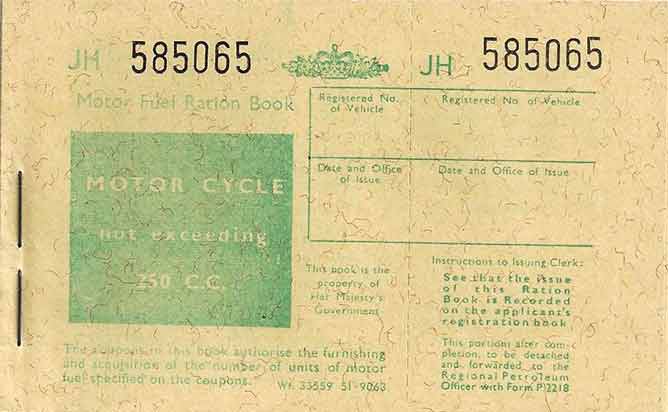 JH 585065
JH 585065
Motor Fuel Ration Book
MOTOR CYCLE
not exceeding
250 C.C.
Registered No.
of Vehicle
Registered No of Vehicle
Date and Office
of Issue
Date and Office of Issue
This book is the
property of
Her Majesty's
Government
Instructions to Issuing Clerk:
See that the issue
of this Ration
Book is Recorded
on the applicant's
registration book
The coupons in this book authorise the furnishing
and acquisition of the number of units of motor
fuel specified on the coupons.
Wt. 33559 51-9063
This portion after com-
pletion, to be detached
and forwarded to the
Regional Petroleum
Officer with Form P2218